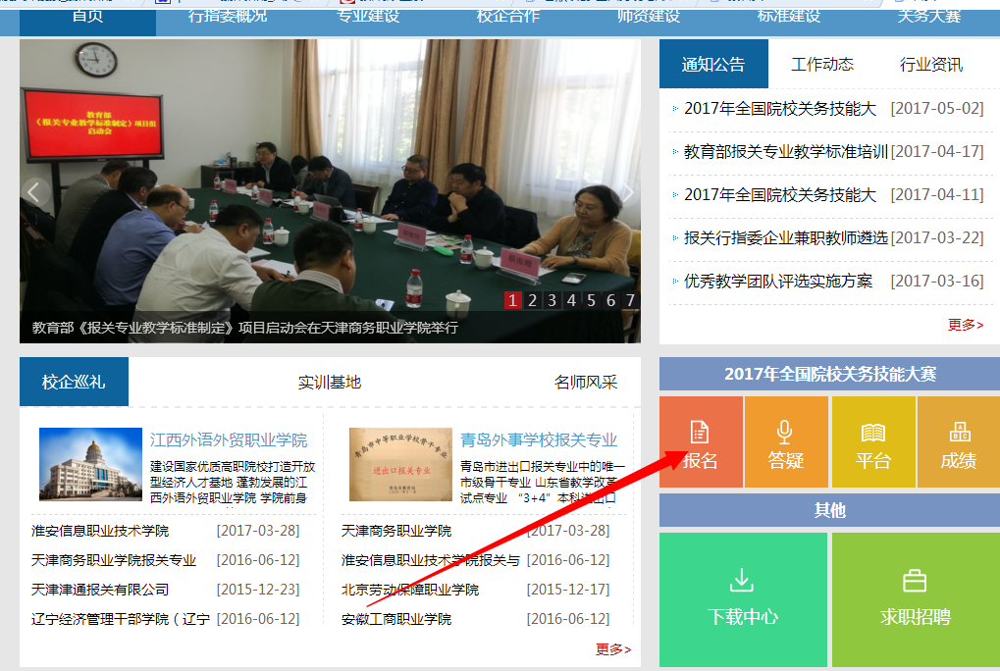 首页 行指委概况 专业建设 校企合作 师资建设 标准建设 关务大赛
教育部
《报关专业教学标准制定》项目组
启动会
1 2 3 4 5 6 7
教育部《报关专业教学标准制定》项目启动会在天津商务职业学院举行
通知公告 工作动态 行业资讯
2017年全国院校关务技能大 [2017-05-02]
教育部报关专业教学标准培训 [2017-04-17]
2017年全国院校关务技能大 [2017-04-11]
报关行指委企业兼职教师遴选 [2017-03-22]
优秀教学团队评选实施方案 [2017-03-16]
更多>
校企巡礼 实训基地 名师风采
江西外语外贸职业学院
建设国家优质高职院校打造开放
型经济人才基地 蓬勃发展的江
西外语外贸职业学院 学院前身
淮安信息职业技术学院 [2017-03-28]
天津商务职业学院报关专业 [2016-06-12]
天津津通报关有限公司 [2015-12-23]
辽宁经济管理干部学院（辽宁 [2016-06-12]
青岛市中等职业学校骨干专业
进出口报关专业
青岛外事学校报关专业
青岛市进出口报关专业中的唯一
市级骨干专业 山东省教学改革
试点专业 “3+4”本科进出口
天津商务职业学院 [2017-03-28]
淮安信息职业技术学院报关与 [2016-06-12]
北京劳动保障职业学院 [2015-12-17]
安徽工商职业学院 [2016-06-12]
更多>
2017年全国院校关务技能大赛
报名 答疑 平台 成绩
其他
下载中心 求职招聘